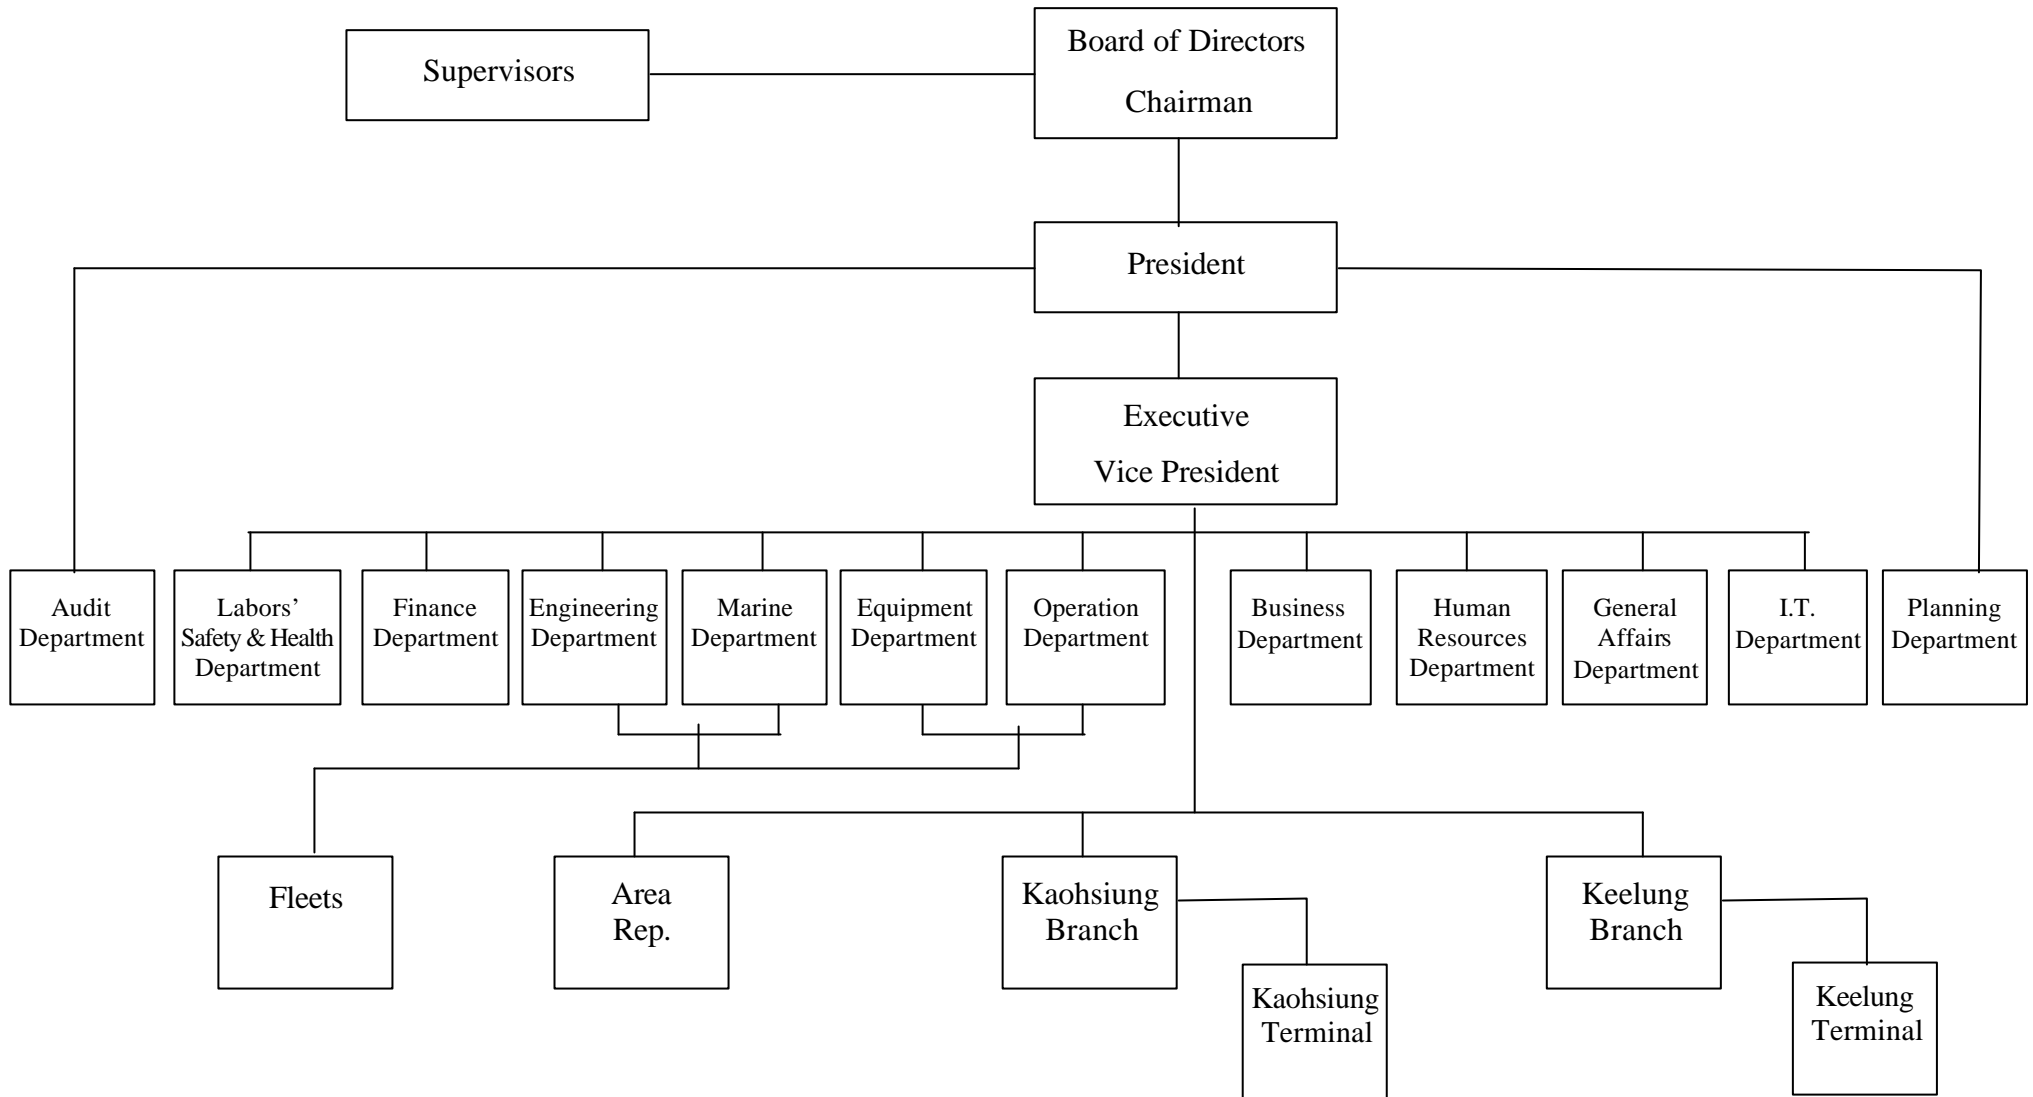 Supervisors
Board of Directors
Chairman
President
Executive
Vice President
Audit
Department
Labors’
Safety & Health
Department
Finance
Department
Engineering
Department
Marine
Department
Equipment
Department
Operation
Department
Business
Department
Human
Resources
Department
General
Affairs
Department
I.T.
Department
Planning
Department
Fleets
Area
Rep.
Kaohsiung
Branch
Keelung
Branch
Kaohsiung
Terminal
Keelung
Terminal